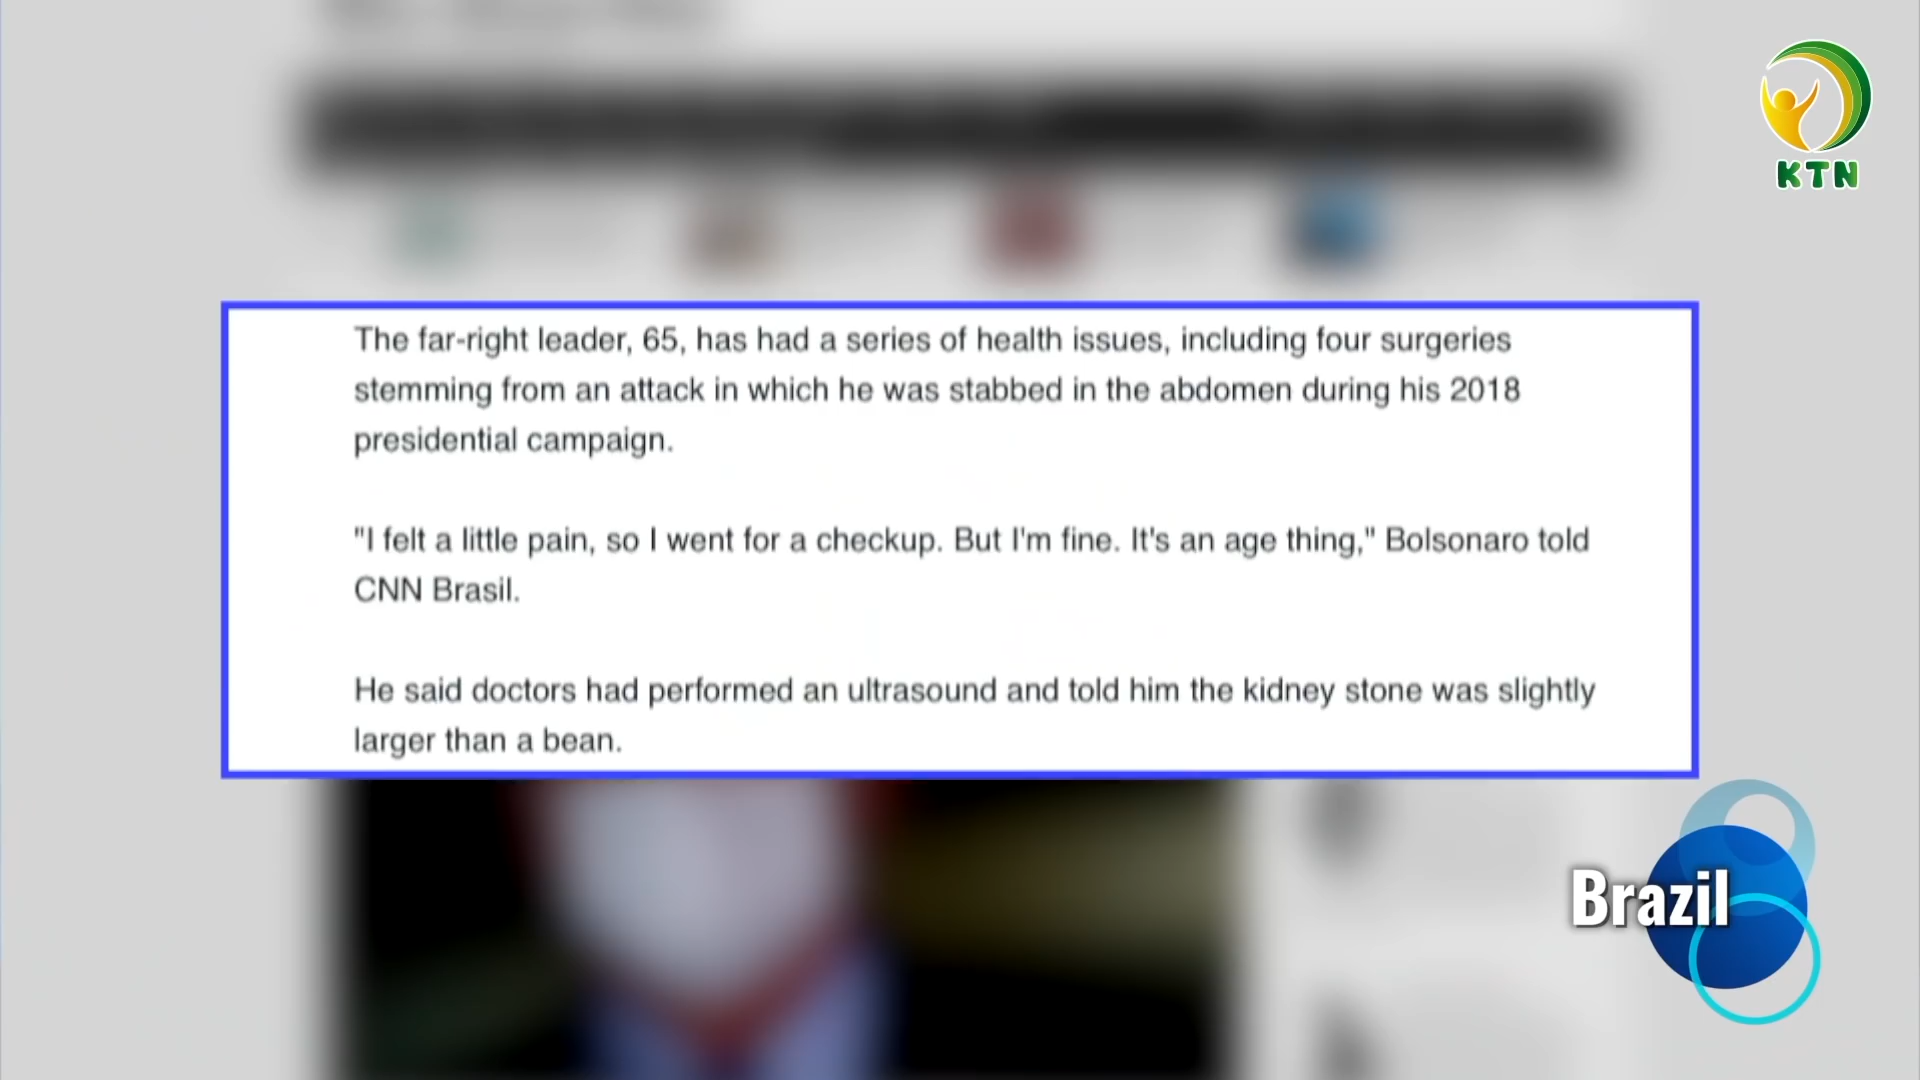 KTN
The far-right leader, 65, has had a series of health issues, including four surgeries
stemming from an attack in which he was stabbed in the abdomen during his 2018
presidential campaign.
"I felt a little pain, so I went for a checkup. But I'm fine. It's an age thing," Bolsonaro told
CNN Brasil.
He said doctors had performed an ultrasound and told him the kidney stone was slightly
larger than a bean.
Brazil